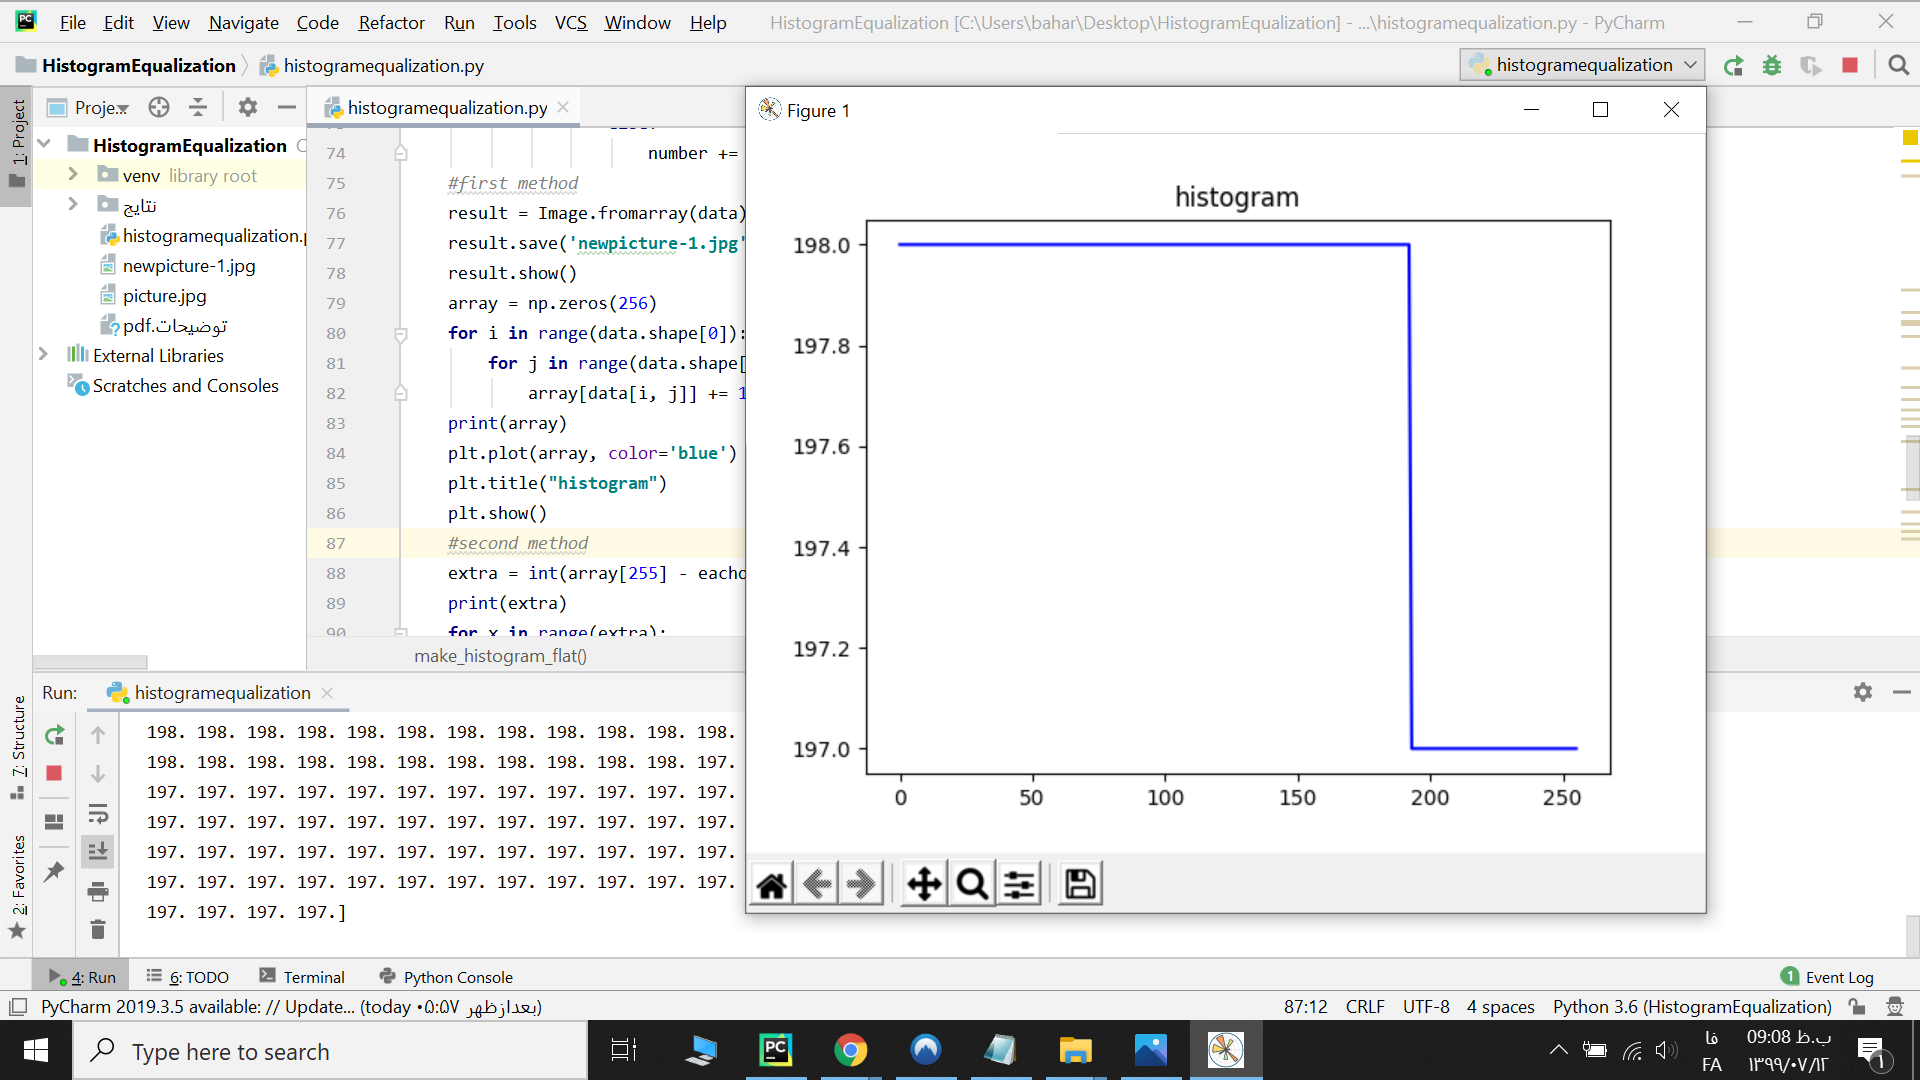 File Edit View Navigate Code Refactor Run Tools VCS Window Help HistogramEqualization [C:\Users\bahar\Desktop\HistogramEqualization] - ...\histogramequalization.py - PyCharm
HistogramEqualization histogramequalization.py histogramequalization
1: Project
Proje... histogramequalization.py
HistogramEqualization
venv library root
نتایج
histogramequalization.
newpicture-1.jpg
picture.jpg
توضیحات.pdf
External Libraries
Scratches and Consoles
74 number +=
75 #first method
76 result = Image.fromarray(data)
77 result.save('newpicture-1.jpg'
78 result.show()
79 array = np.zeros(256)
80 for i in range(data.shape[0]):
81 for j in range(data.shape[
82 array[data[i, j]] += 1
83 print(array)
84 plt.plot(array, color='blue')
85 plt.title("histogram")
86 plt.show()
87 #second method
88 extra = int(array[255] - eacho
89 print(extra)
90 for x in range(extra):
make_histogram_flat()
Figure 1
histogram
198.0
197.8
197.6
197.4
197.2
197.0
0 50 100 150 200 250
Run: histogramequalization
7: Structure
2: Favorites
198. 198. 198. 198. 198. 198. 198. 198. 198. 198. 198. 198.
198. 198. 198. 198. 198. 198. 198. 198. 198. 198. 198. 197.
197. 197. 197. 197. 197. 197. 197. 197. 197. 197. 197. 197.
197. 197. 197. 197. 197. 197. 197. 197. 197. 197. 197. 197.
197. 197. 197. 197. 197. 197. 197. 197. 197. 197. 197. 197.
197. 197. 197. 197. 197. 197. 197. 197. 197. 197. 197. 197.
197. 197. 197. 197.]
4: Run 6: TODO Terminal Python Console 1 Event Log
PyCharm 2019.3.5 available: // Update... (today ۰۵:۵۷ بعدازظهر) 87:12 CRLF UTF-8 4 spaces Python 3.6 (HistogramEqualization)
Type here to search
PC
فا
FA
09:08 ب.ظ
۱۳۹۹/۰۷/۱۲
۱